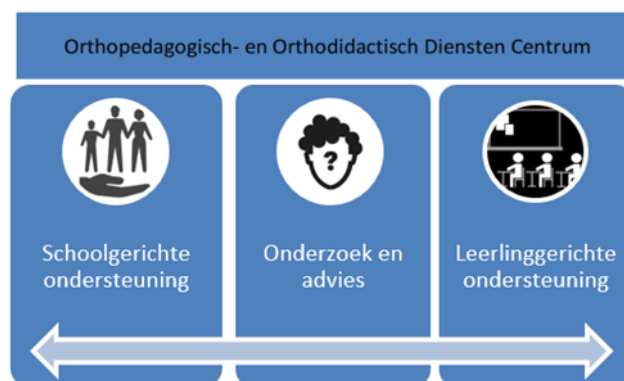 Orthopedagogisch- en Orthodidactisch Diensten Centrum
?
Schoolgerichte
ondersteuning
Onderzoek en
advies
Leerlinggerichte
ondersteuning